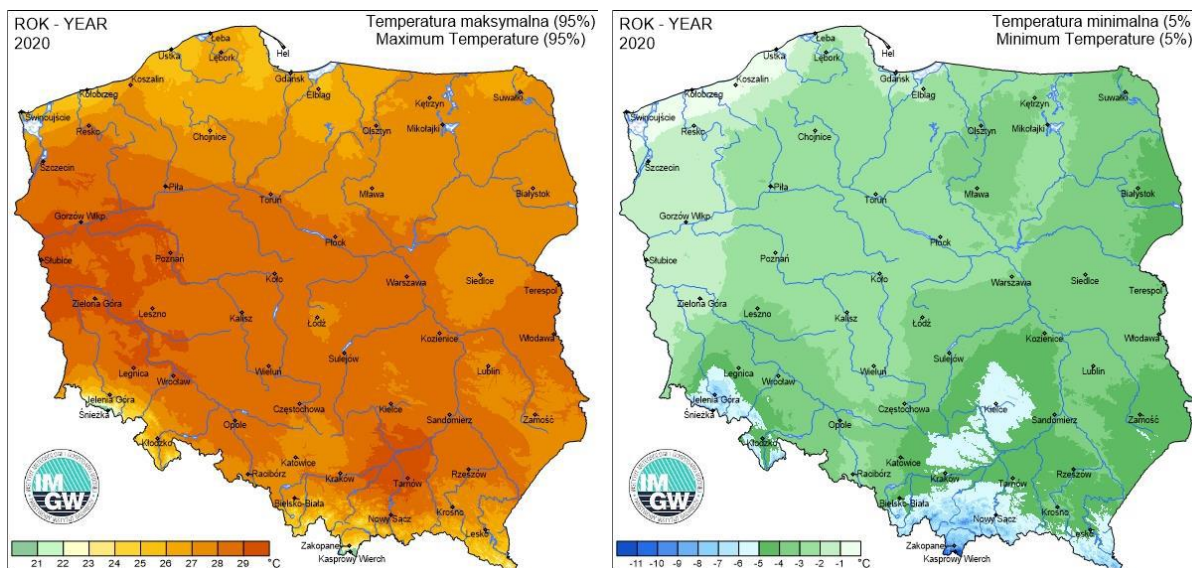 ROK - YEAR
2020
Temperatura maksymalna (95%)
Maximum Temperature (95%)
Łeba
Hel
Ustka
Lębork
Gdańsk
Koszalin
Kołobrzeg
Elbląg
Kętrzyn
Suwałki
Świnoujście
Resko
Chojnice
Olsztyn
Mikołajki
Szczecin
Piła
Mława
Białystok
Toruń
Gorzów Wlkp.
Płock
Słubice
Poznań
Koło
Warszawa
Siedlce
Terespol
Zielona Góra
Leszno
Kalisz
Łódź
Kozienice
Włodawa
Sulejów
Legnica
Wrocław
Wieluń
Lublin
Jelenia Góra
Śnieżka
Częstochowa
Kielce
Sandomierz
Zamość
Opole
Kłodzko
Katowice
Racibórz
Kraków
Tarnów
Rzeszów
Bielsko-Biała
Nowy Sącz
Krosno
Lesko
Zakopane
Kasprowy Wierch
IM
GW
21 22 23 24 25 26 27 28 29 °C
ROK - YEAR
2020
Temperatura minimalna (5%
Minimum Temperature (5%)
Łeba
Hel
Ustka
Lębork
Gdańsk
Koszalin
Kołobrzeg
Elbląg
Kętrzyn
Suwałki
Świnoujście
Resko
Chojnice
Olsztyn
Mikołajki
Szczecin
Piła
Mława
Białystok
Toruń
Gorzów Wlkp.
Płock
Słubice
Poznań
Koło
Warszawa
Siedlce
Terespol
Zielona Góra
Leszno
Kalisz
Łódź
Kozienice
Włodawa
Sulejów
Legnica
Wrocław
Wieluń
Lublin
Jelenia Góra
Śnieżka
Częstochowa
Kielce
Sandomierz
Zamość
Opole
Kłodzko
Katowice
Racibórz
Kraków
Tarnów
Rzeszów
Bielsko-Biała
Nowy Sącz
Krosno
Lesko
Zakopane
Kasprowy Wierch
IM
GW
-11 -10 -9 -8 -7 -6 -5 -4 -3 -2 -1 °C